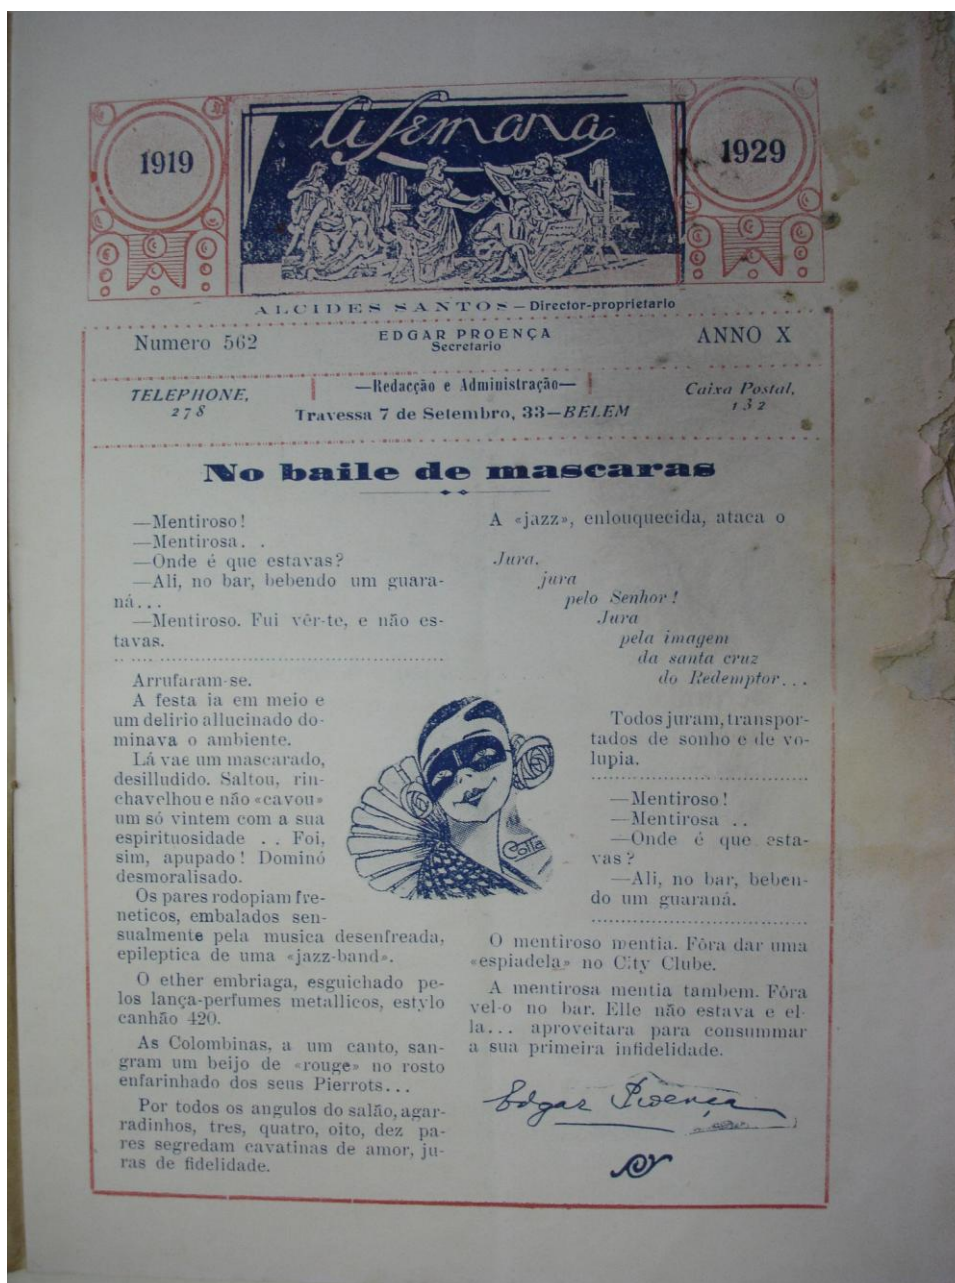 A Semana
1919
1929
ALCIDES SANTOS—Director-proprietario
Numero 562
EDGAR PROENÇA
Secretario
ANNO X
TELEPHONE,
278
—Redacção e Administração—
Travessa 7 de Setembro, 33—BELEM
Caixa Postal,
132
No baile de mascaras
—Mentiroso!
—Mentirosa. .
—Onde é que estavas?
—Ali, no bar, bebendo um guara-
ná...
—Mentiroso. Fui vêr-te, e não es-
tavas.
Arrufaram-se.
A festa ia em meio e
um delirio allucinado do-
minava o ambiente.
Lá vae um mascarado,
desilludido. Saltou, rin-
chavelhou e não «cavou»
um só vintem com a sua
espirituosidade . . Foi,
sim, apupado! Dominó
desmoralisado.
Os pares rodopiam fre-
neticos, embalados sen-
sualmente pela musica desenfreada,
epileptica de uma «jazz-band».
O ether embriaga, esguichado pe-
los lança-perfumes metallicos, estylo
canhão 420.
As Colombinas, a um canto, san-
gram um beijo de «rouge» no rosto
enfarinhado dos seus Pierrots...
Por todos os angulos do salão, agar-
radinhos, tres, quatro, oito, dez pa-
res segredam cavatinas de amor, ju-
ras de fidelidade.
A «jazz», enlouquecida, ataca o
Jura,
jura
pelo Senhor!
Jura
pela imagem
da santa cruz
do Redemptor...
Todos juram, transpor-
tados de sonho e de vo-
lupia.
—Mentiroso!
—Mentirosa ..
—Onde é que esta-
vas?
—Ali, no bar, beben-
do um guaraná.
O mentiroso mentia. Fôra dar uma
«espiadela» no City Clube.
A mentirosa mentia tambem. Fôra
vel-o no bar. Elle não estava e el-
la... aproveitara para consummar
a sua primeira infidelidade.
Edgar Proença